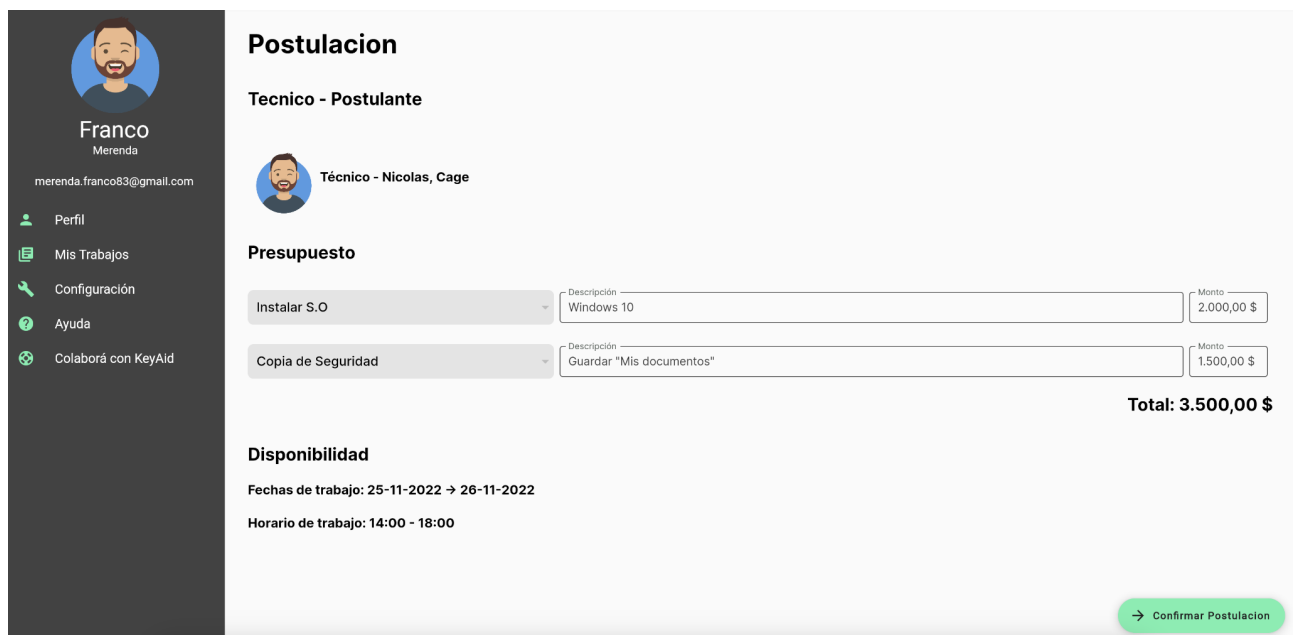 Franco
Merenda
merenda.franco83@gmail.com
Perfil
Mis Trabajos
Configuración
Ayuda
Colaborá con KeyAid
Postulacion
Tecnico - Postulante
Técnico - Nicolas, Cage
Presupuesto
Instalar S.O
Descripción
Windows 10
Monto
2.000,00 $
Copia de Seguridad
Descripción
Guardar "Mis documentos"
Monto
1.500,00 $
Total: 3.500,00 $
Disponibilidad
Fechas de trabajo: 25-11-2022 → 26-11-2022
Horario de trabajo: 14:00 - 18:00
→ Confirmar Postulacion